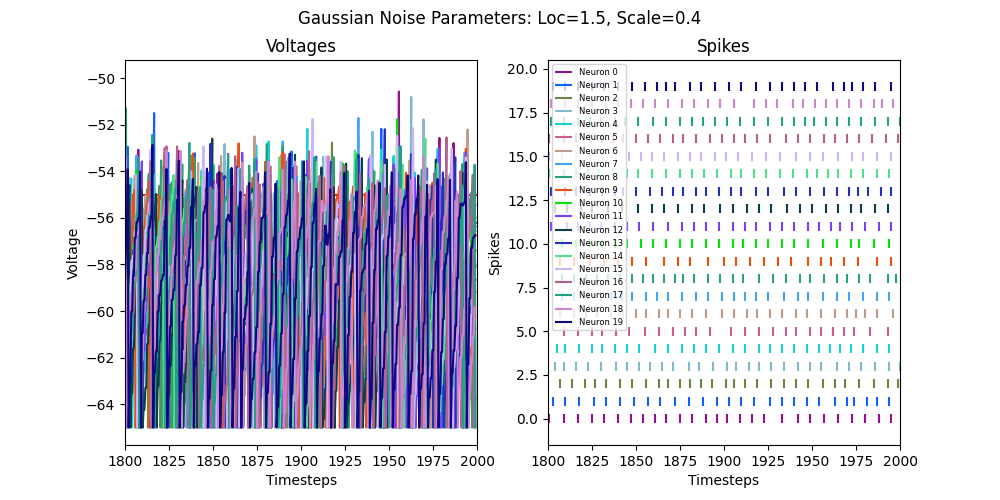 Gaussian Noise Parameters: Loc=1.5, Scale=0.4
Voltages
Voltage
−50
−52
−54
−56
−58
−60
−62
−64
1800 1825 1850 1875 1900 1925 1950 1975 2000
Timesteps
Spikes
Spikes
20.0
17.5
15.0
12.5
10.0
7.5
5.0
2.5
0.0
Neuron 0
Neuron 1
Neuron 2
Neuron 3
Neuron 4
Neuron 5
Neuron 6
Neuron 7
Neuron 8
Neuron 9
Neuron 10
Neuron 11
Neuron 12
Neuron 13
Neuron 14
Neuron 15
Neuron 16
Neuron 17
Neuron 18
Neuron 19
1800 1825 1850 1875 1900 1925 1950 1975 2000
Timesteps